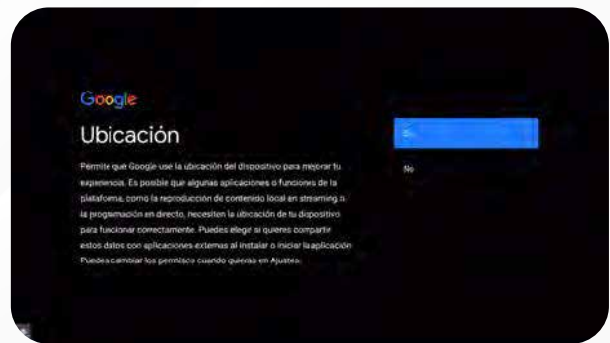 Google
Ubicación
Permite que Google use la ubicación del dispositivo para mejorar tu
experiencia. Es posible que algunas aplicaciones o funciones de la
plataforma, como la reproducción de contenido local en streaming o
la programación en directo, necesiten la ubicación de tu dispositivo
para funcionar correctamente. Puedes elegir si quieres compartir
estos datos con aplicaciones externas al instalar o iniciar la aplicación
Puedes cambiar los permisos cuando quieras en Ajustes.
No